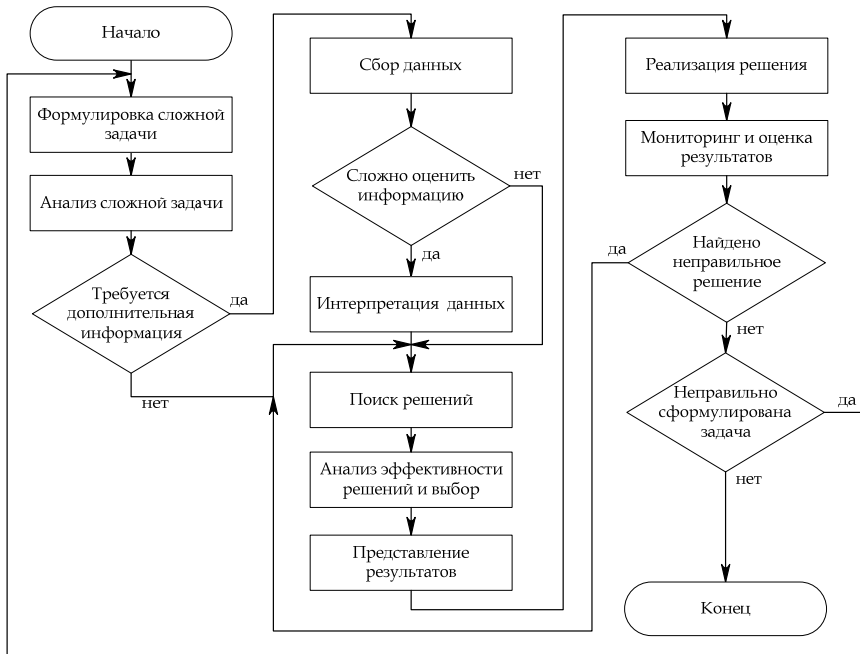 Начало
Формулировка сложной
задачи
Анализ сложной задачи
Требуется
дополнительная
информация
да
нет
Сбор данных
Сложно оценить
информацию
нет
да
Интерпретация данных
Поиск решений
Анализ эффективности
решений и выбор
Представление
результатов
Реализация решения
Мониторинг и оценка
результатов
Найдено
неправильное
решение
да
нет
Неправильно
сформулирована
задача
да
нет
Конец